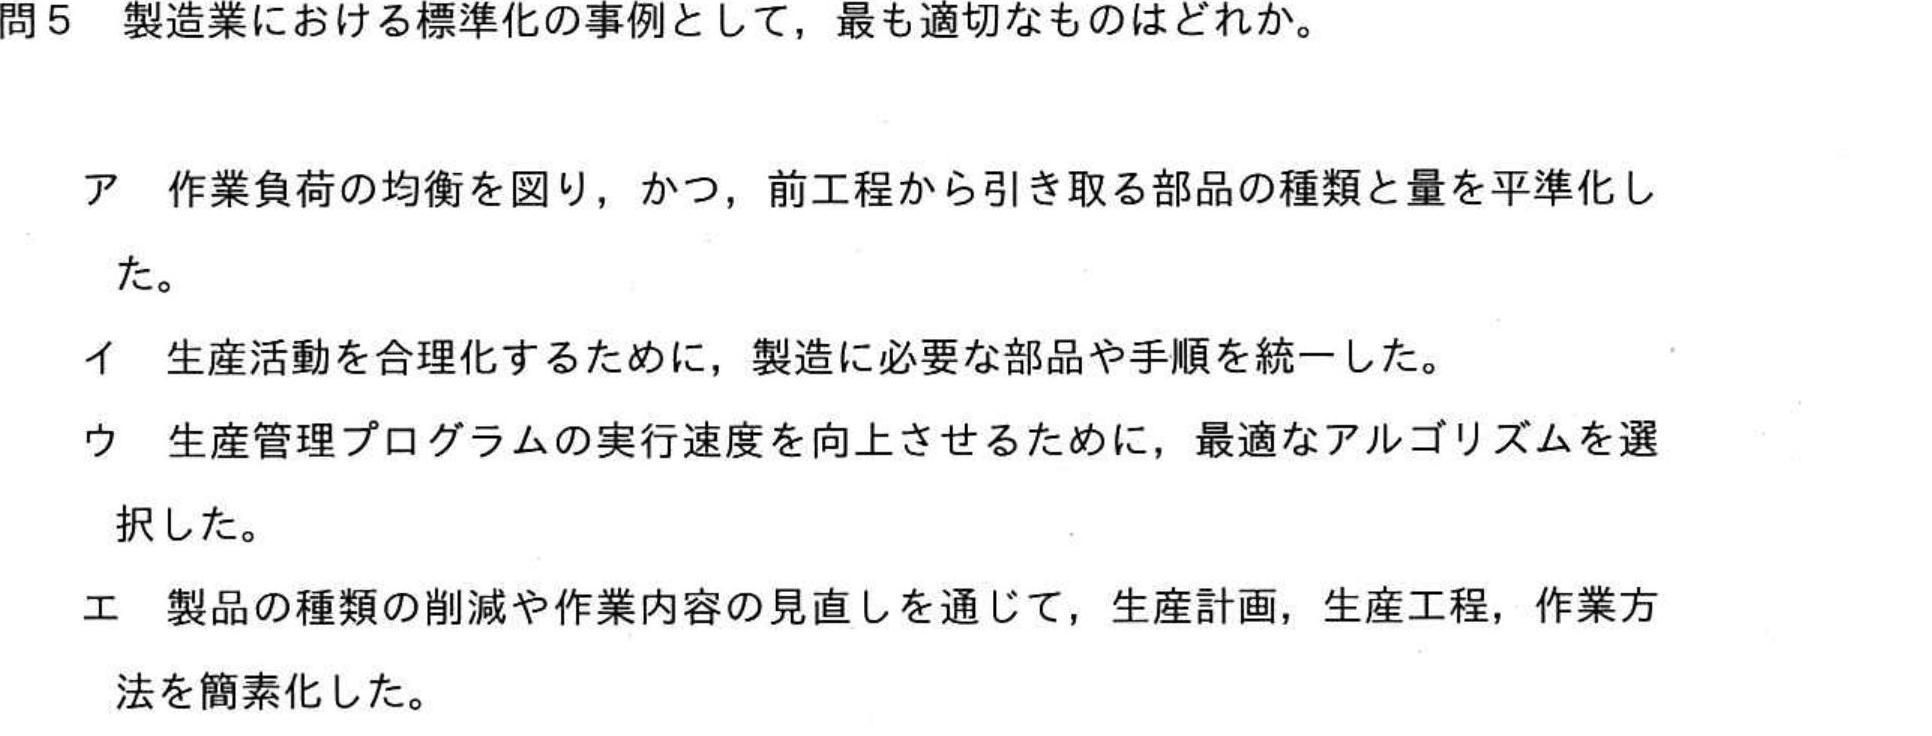 問５　製造業における標準化の事例として，最も適切なものはどれか。
ア　作業負荷の均衡を図り，かつ，前工程から引き取る部品の種類と量を平準化し
た。
イ　生産活動を合理化するために，製造に必要な部品や手順を統一した。
ウ　生産管理プログラムの実行速度を向上させるために，最適なアルゴリズムを選
択した。
エ　製品の種類の削減や作業内容の見直しを通じて，生産計画，生産工程，作業方
法を簡素化した。